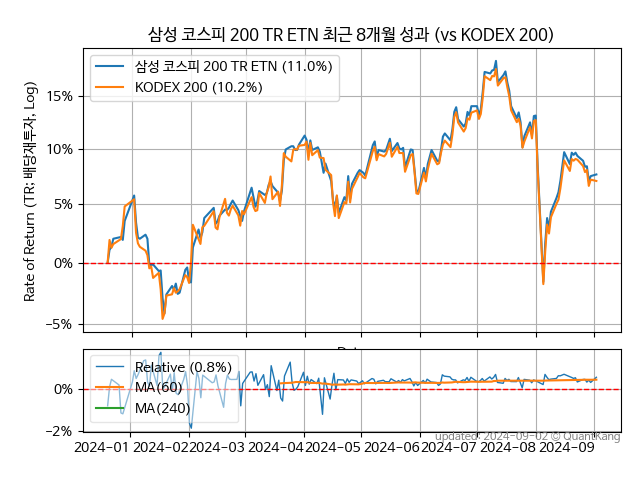 삼성 코스피 200 TR ETN 최근 8개월 성과 (vs KODEX 200)
삼성 코스피 200 TR ETN (11.0%)
KODEX 200 (10.2%)
Rate of Return (TR: 배당재투자, Log)
15%
10%
5%
0%
−5%
Relative (0.8%)
MA(60)
MA(240)
0%
−2%
2024−01
2024−02
2024−03
2024−04
2024−05
2024−06
2024−07
2024−08
2024−09
updated: 2024−09−02 © QuantKang